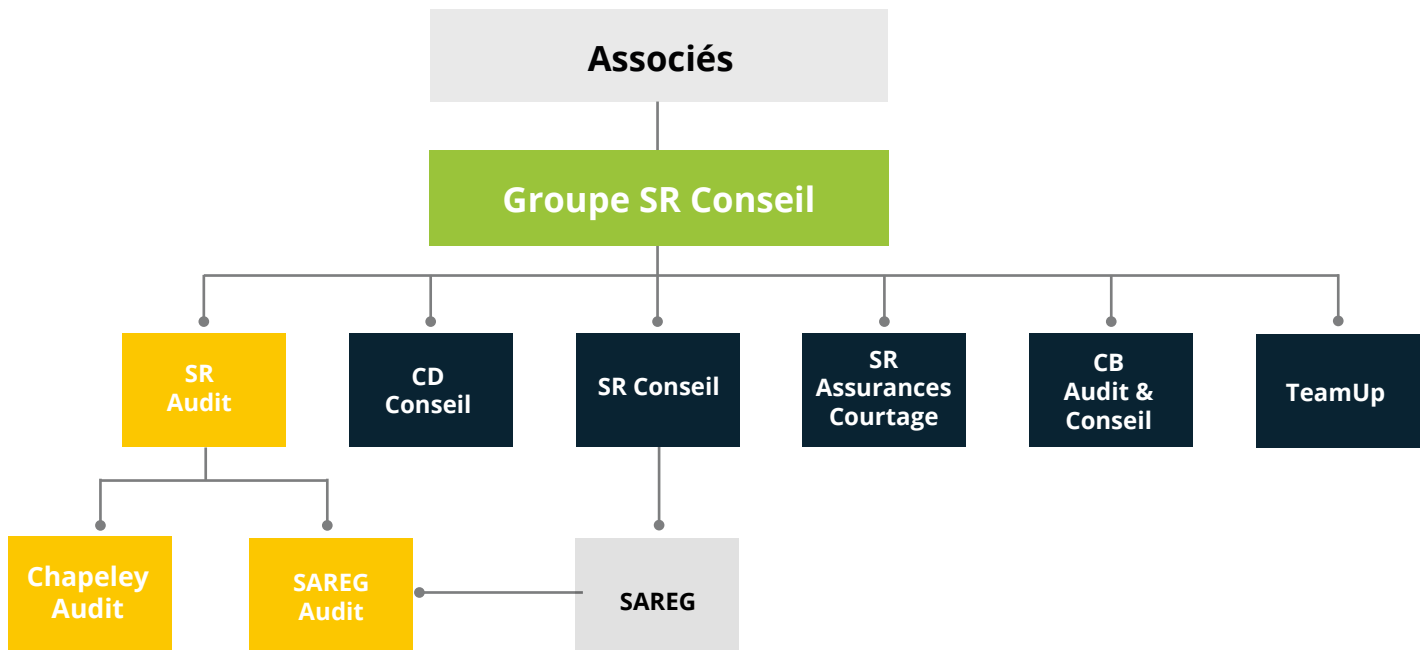 Associés
Groupe SR Conseil
SR
Audit
CD
Conseil
SR Conseil
SR
Assurances
Courtage
CB
Audit &
Conseil
TeamUp
Chapeley
Audit
SAREG
Audit
SAREG